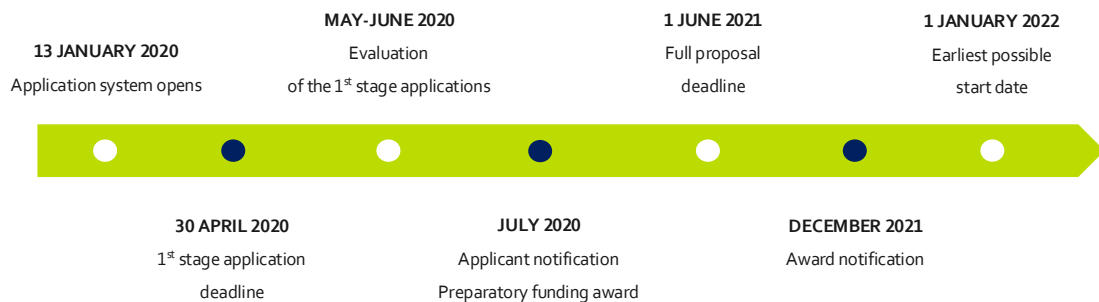 13 JANUARY 2020
Application system opens
MAY-JUNE 2020
Evaluation
of the 1st stage applications
1 JUNE 2021
Full proposal
deadline
1 JANUARY 2022
Earliest possible
start date
30 APRIL 2020
1st stage application
deadline
JULY 2020
Applicant notification
Preparatory funding award
DECEMBER 2021
Award notification